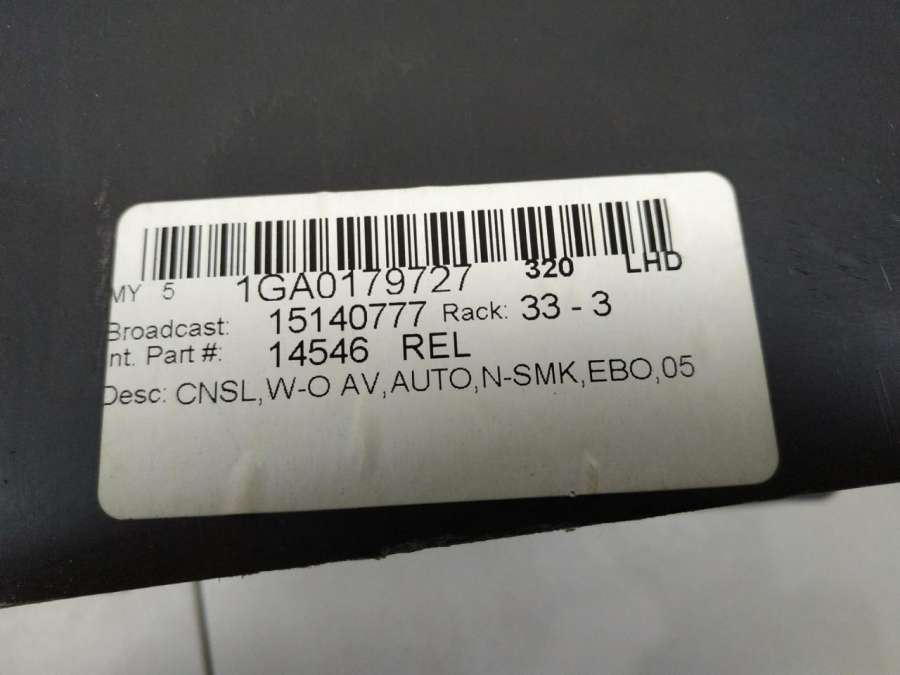 MY 5 1GA0179727 320 LHD
Broadcast: 15140777 Rack: 33 - 3
nt. Part #: 14546 REL
Desc: CNSL,W-O AV,AUTO,N-SMK,EBO,05